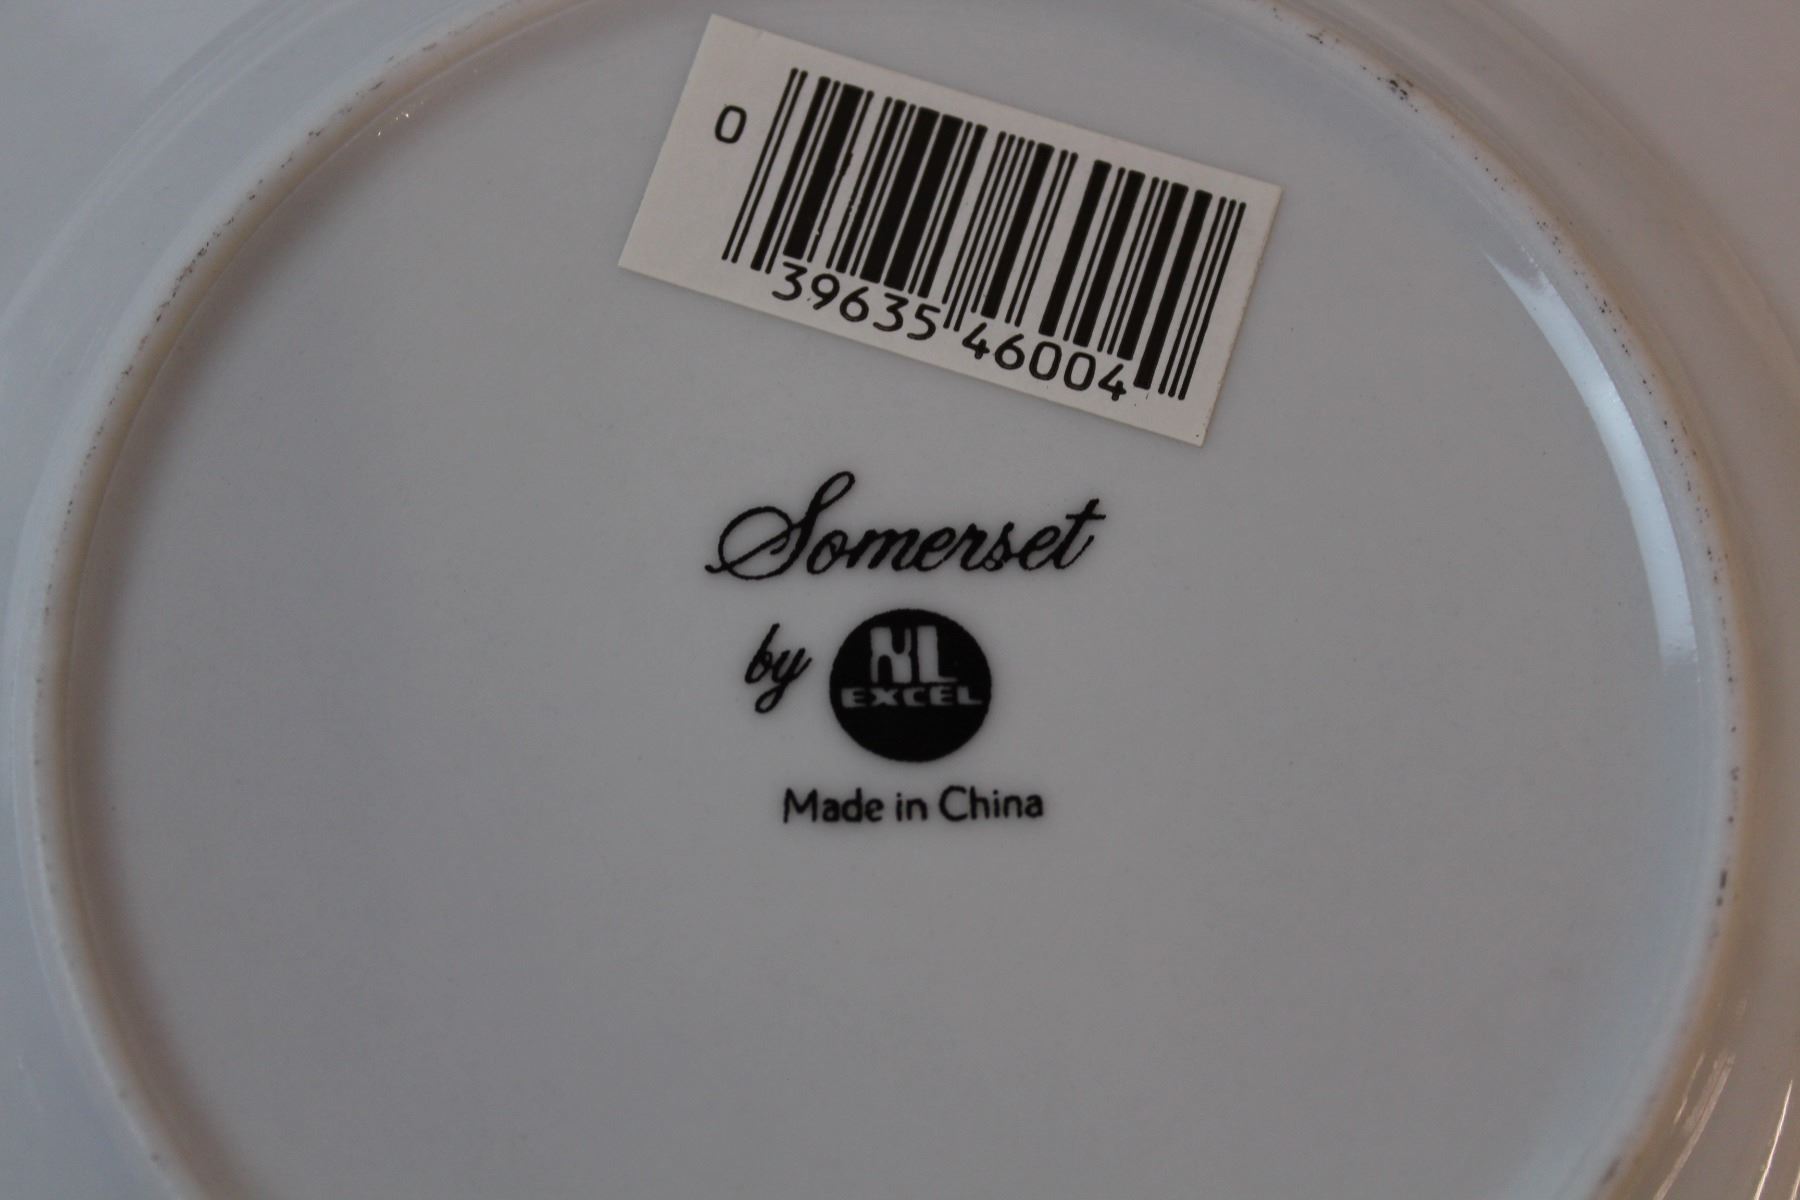 0 39635 46004
Somerset
by XL
EXCEL
Made in China